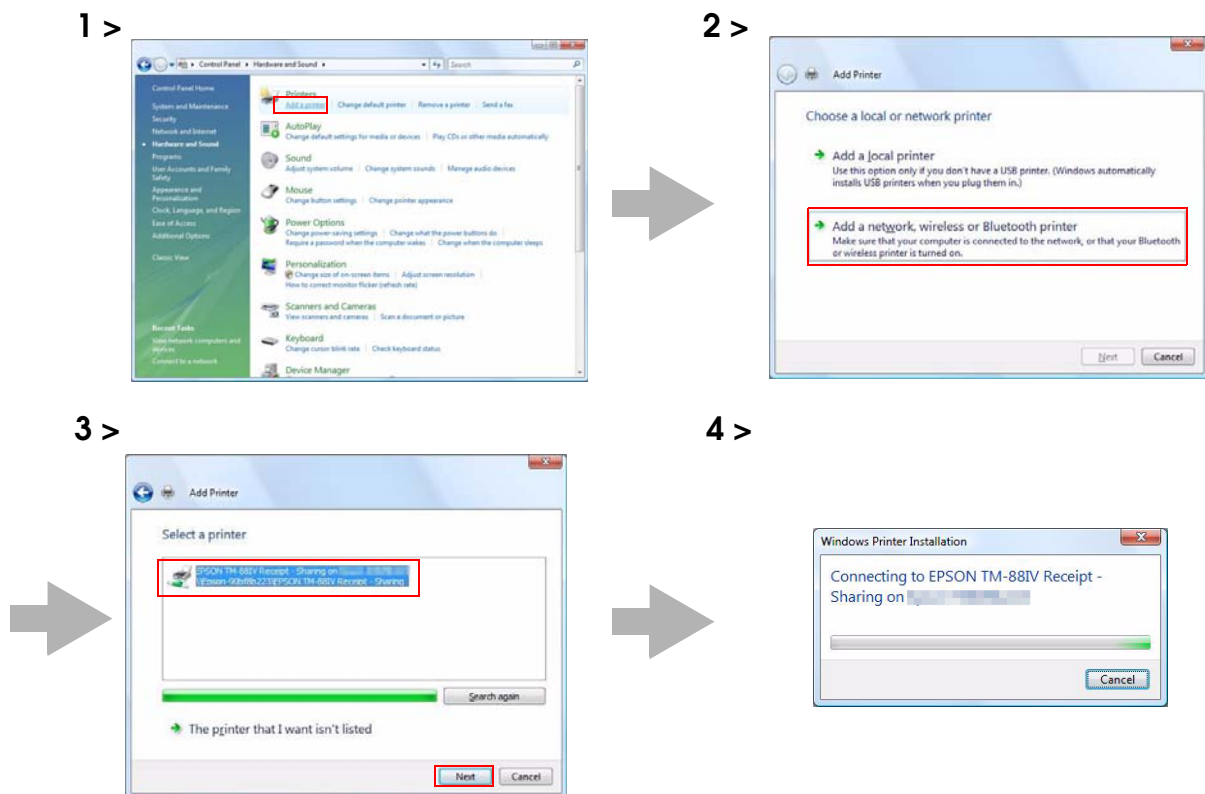 1 >
Control Panel ▸ Hardware and Sound ▸
Search
Control Panel Home
System and Maintenance
Security
Network and Internet
Hardware and Sound
Programs
User Accounts and Family
Safety
Appearance and
Personalization
Clock, Language, and Region
Ease of Access
Additional Options
Classic View
Recent Tasks
View network computers and
devices
Connect to a network
Printers
Add a printer | Change default printer | Remove a printer | Send a fax
AutoPlay
Change default settings for media or devices | Play CDs or other media automatically
Sound
Adjust system volume | Change system sounds | Manage audio devices
Mouse
Change button settings | Change pointer appearance
Power Options
Change power-saving settings | Change what the power buttons do
Require a password when the computer wakes | Change when the computer sleeps
Personalization
Change size of on-screen items | Adjust screen resolution
How to correct monitor flicker (refresh rate)
Scanners and Cameras
View scanners and cameras | Scan a document or picture
Keyboard
Change cursor blink rate | Check keyboard status
Device Manager
2 >
Add Printer
Choose a local or network printer
Add a local printer
Use this option only if you don't have a USB printer. (Windows automatically
installs USB printers when you plug them in.)
Add a network, wireless or Bluetooth printer
Make sure that your computer is connected to the network, or that your Bluetooth
or wireless printer is turned on.
Next Cancel
3 >
Add Printer
Select a printer
EPSON TM-88IV Receipt - Sharing on
\\Epson-90bf8b223\EPSON TM-88IV Receipt - Sharing
Search again
The printer that I want isn't listed
Next Cancel
4 >
Windows Printer Installation
Connecting to EPSON TM-88IV Receipt -
Sharing on
Cancel